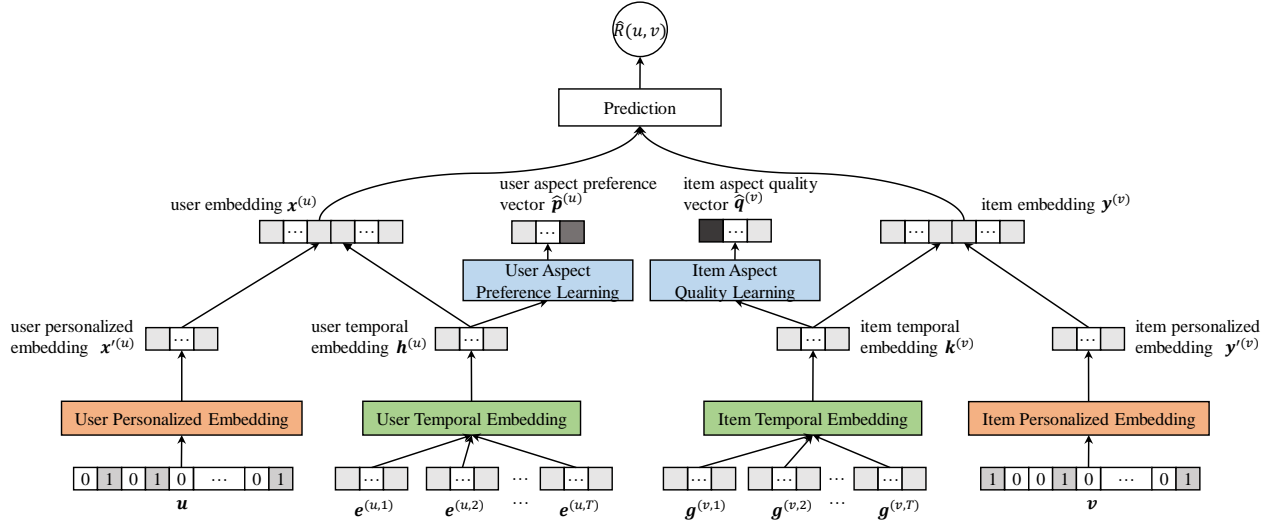 R̂(u, v)
Prediction
user aspect preference
vector p̂^(u)
item aspect quality
vector q̂^(v)
user embedding x^(u)
item embedding y^(v)
...
...
...
...
...
...
User Aspect
Preference Learning
Item Aspect
Quality Learning
user personalized
embedding x′^(u)
...
user temporal
embedding h^(u)
...
...
item temporal
embedding k^(v)
...
item personalized
embedding y′^(v)
User Personalized Embedding
User Temporal Embedding
Item Temporal Embedding
Item Personalized Embedding
0 1 0 1 0 ... 0 1
... ... ... ...
... ... ... ...
1 0 0 1 0 ... 0 1
u
e^(u,1) e^(u,2) ... e^(u,T)
g^(v,1) g^(v,2) ... g^(v,T)
v